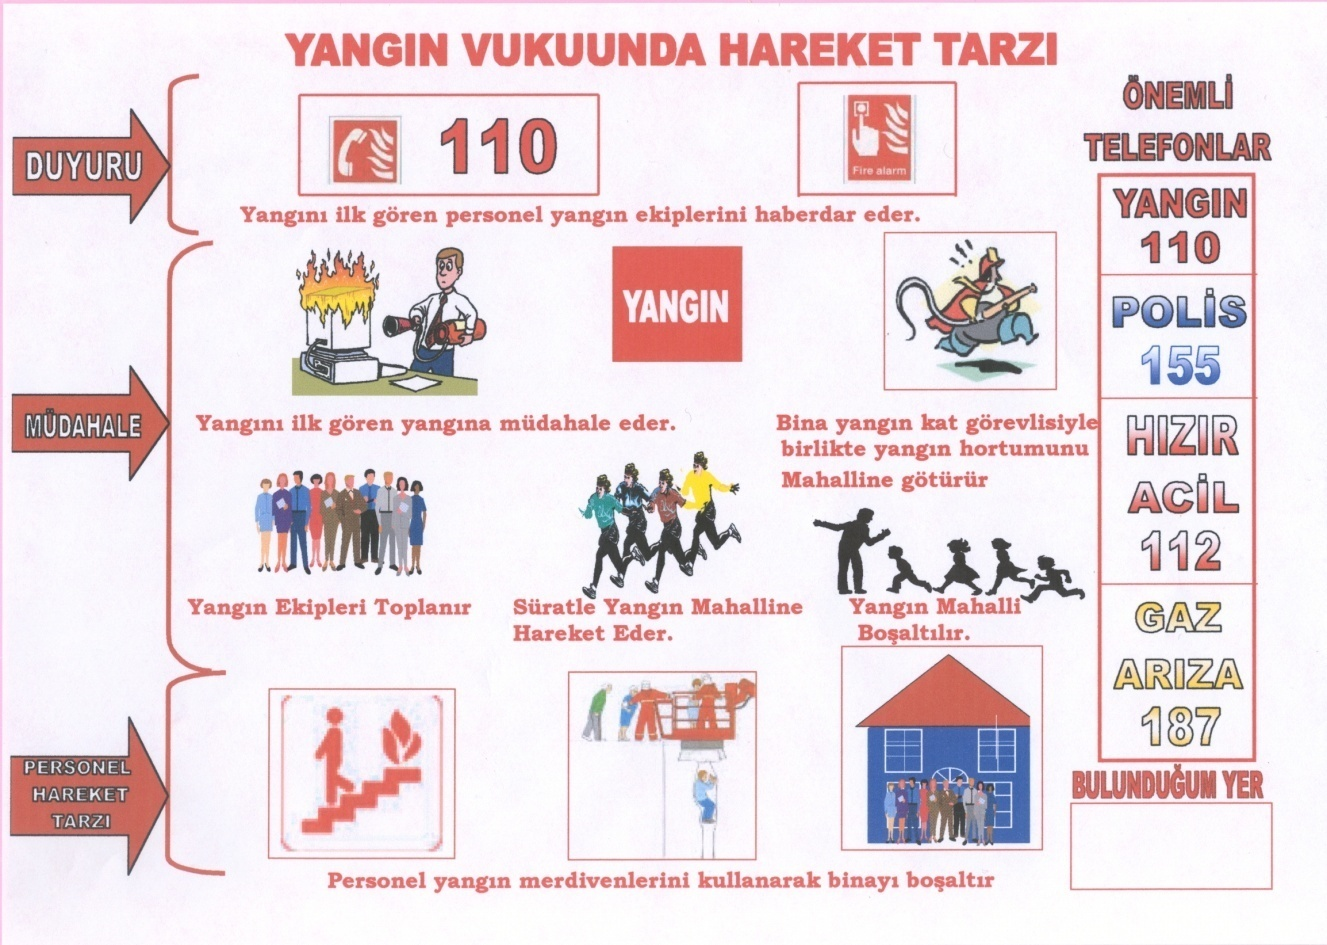 YANGIN VUKUUNDA HAREKET TARZI
DUYURU
110
Fire alarm
Yangını ilk gören personel yangın ekiplerini haberdar eder.
MÜDAHALE
YANGIN
Yangını ilk gören yangına müdahale eder.
Bina yangın kat görevlisiyle
birlikte yangın hortumunu
Mahalline götürür
Yangın Ekipleri Toplanır
Süratle Yangın Mahalline
Hareket Eder.
Yangın Mahalli
Boşaltılır.
PERSONEL
HAREKET
TARZI
Personel yangın merdivenlerini kullanarak binayı boşaltır
ÖNEMLİ
TELEFONLAR
YANGIN
110
POLİS
155
HIZIR
ACİL
112
GAZ
ARIZA
187
BULUNDUĞUM YER